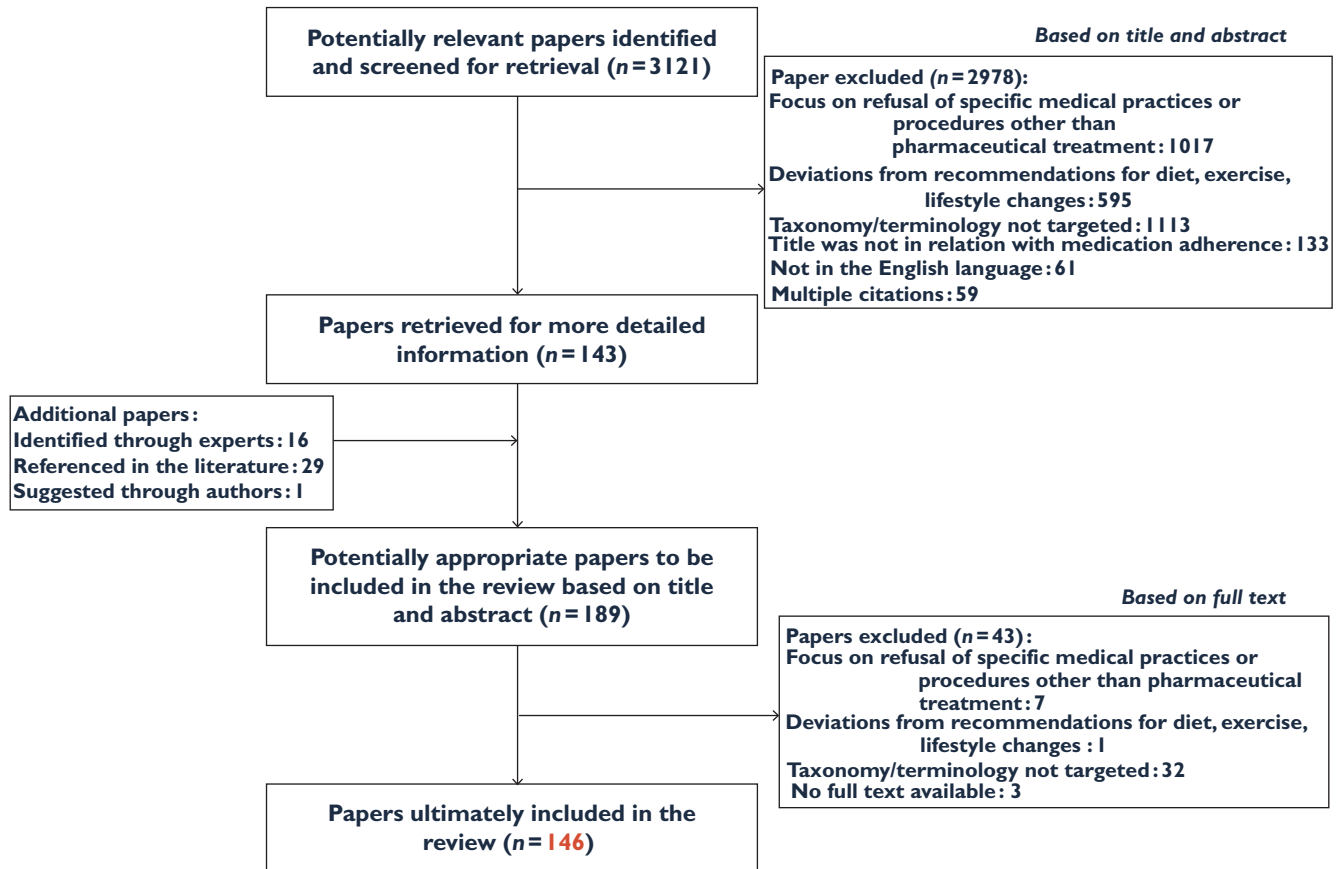 Potentially relevant papers identified
and screened for retrieval (n=3121)
Based on title and abstract
Paper excluded (n=2978):
Focus on refusal of specific medical practices or
procedures other than
pharmaceutical treatment:1017
Deviations from recommendations for diet, exercise,
lifestyle changes:595
Taxonomy/terminology not targeted:1113
Title was not in relation with medication adherence:133
Not in the English language:61
Multiple citations:59
Papers retrieved for more detailed
information (n=143)
Additional papers:
Identified through experts:16
Referenced in the literature:29
Suggested through authors:1
Potentially appropriate papers to be
included in the review based on title
and abstract (n=189)
Based on full text
Papers excluded (n=43):
Focus on refusal of specific medical practices or
procedures other than pharmaceutical
treatment:7
Deviations from recommendations for diet, exercise,
lifestyle changes :1
Taxonomy/terminology not targeted:32
No full text available:3
Papers ultimately included in the
review (n=146)